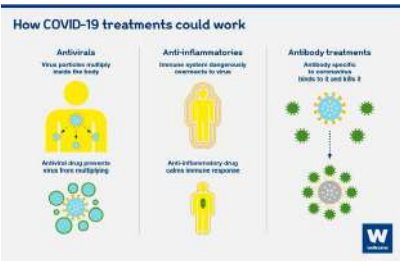 How COVID-19 treatments could work
Antivirals
Virus particles multiply
inside the body
Antiviral drug prevents
virus from multiplying
Anti-inflammatories
Immune system dangerously
overreacts to virus
Anti-inflammatory drug
calms immune response
Antibody treatments
Antibody specific
to coronavirus
binds to it and kills it
W
wellcome